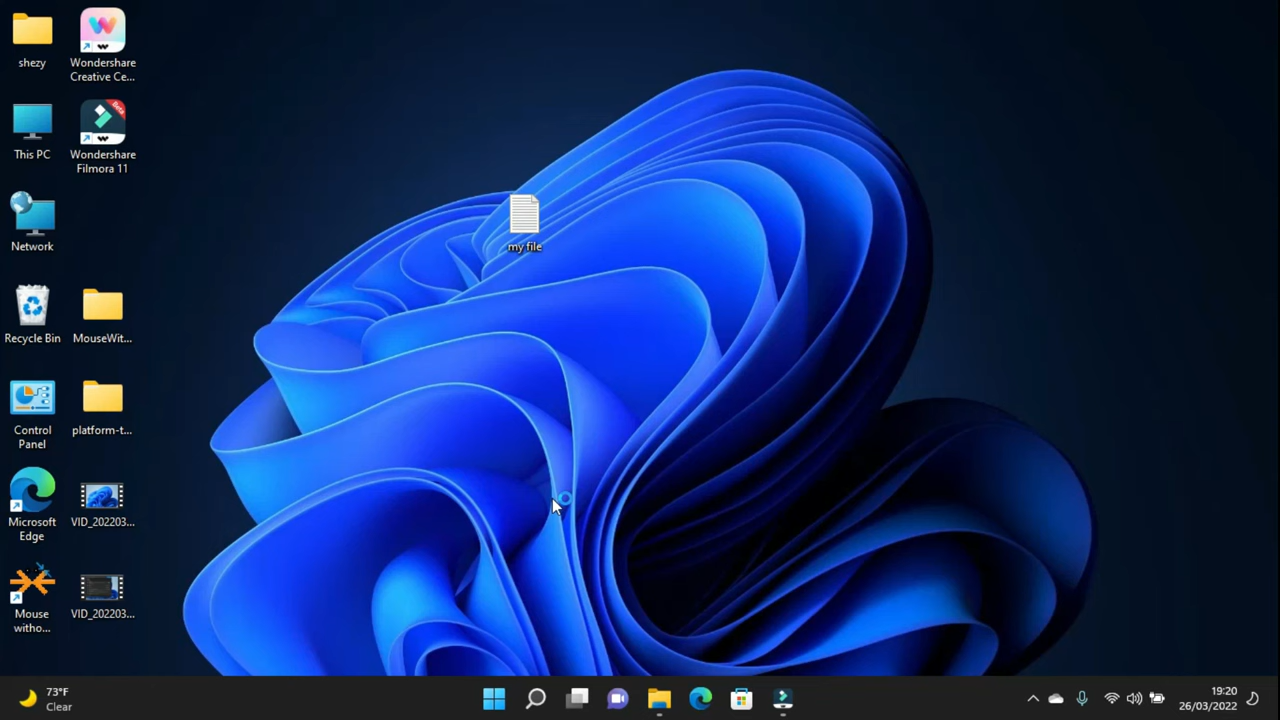 shezy
Wondershare
Creative Ce...
This PC
Beta
Wondershare
Filmora 11
Network
my file
Recycle Bin
MouseWit...
Control
Panel
platform-t...
Microsoft
Edge
VID_202203...
Mouse
witho...
VID_202203...
73°F
Clear
19:20
26/03/2022